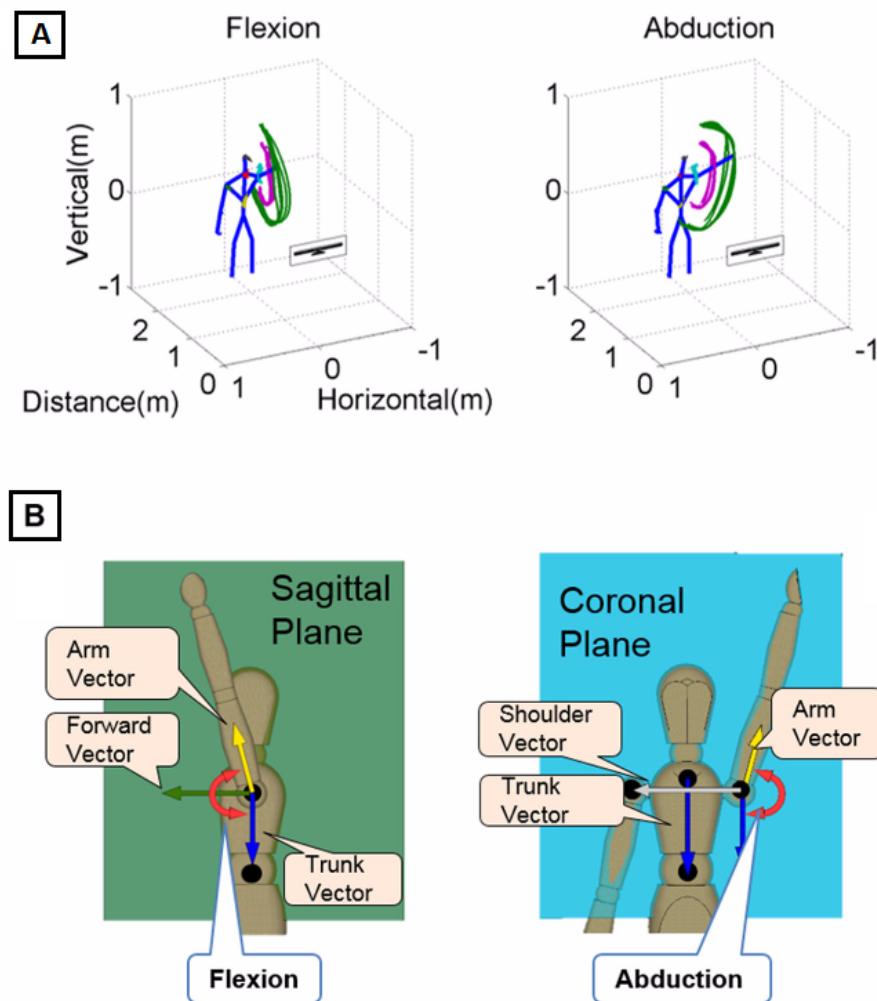 A
Flexion
Abduction
1
0
-1
Vertical(m)
2
1
0
1
0
-1
Distance(m)
Horizontal(m)
1
0
-1
2
1
0
1
0
-1
B
Sagittal
Plane
Arm
Vector
Forward
Vector
Trunk
Vector
Flexion
Coronal
Plane
Shoulder
Vector
Trunk
Vector
Arm
Vector
Abduction